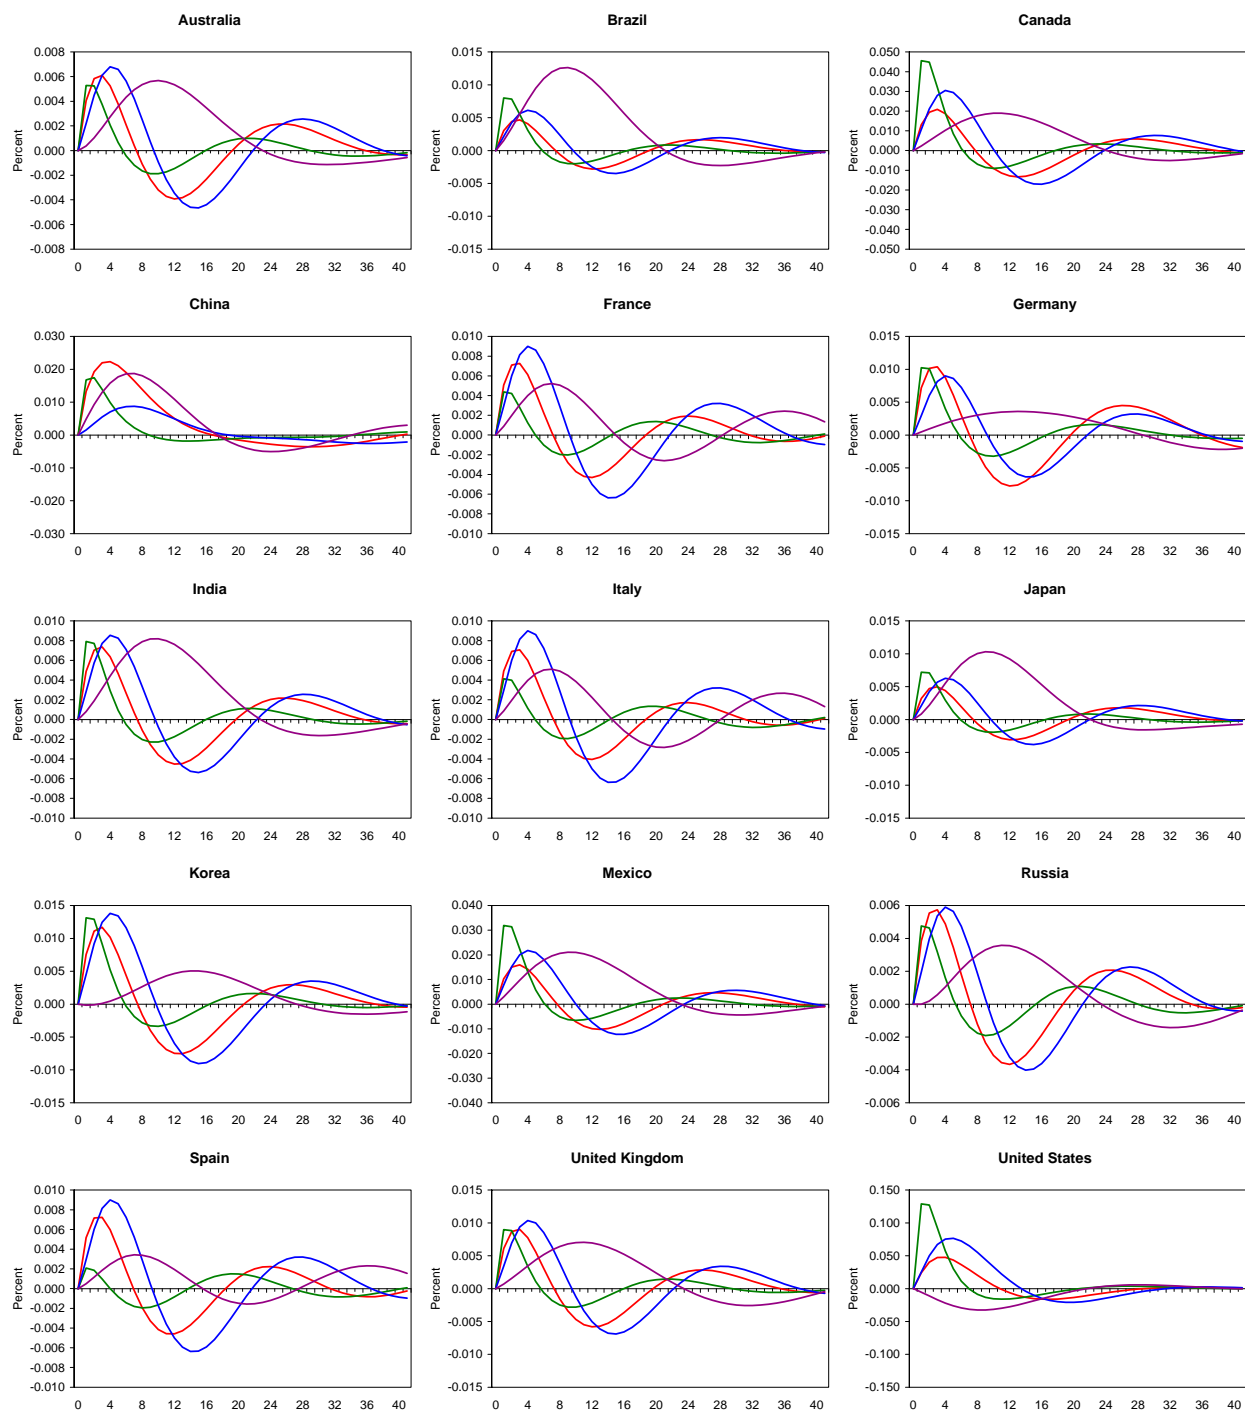 Australia Brazil Canada
0.008 0.015 0.050
0.006 0.010 0.040
0.004 0.005 0.030
0.002 0.000 0.020
0.000 -0.005 0.010
-0.002 -0.010 0.000
-0.004 -0.015 -0.010
-0.006 -0.020
-0.008 -0.030
-0.040
-0.050
Percent Percent Percent
0 4 8 12 16 20 24 28 32 36 40 0 4 8 12 16 20 24 28 32 36 40 0 4 8 12 16 20 24 28 32 36 40
China France Germany
0.030 0.010 0.015
0.020 0.008 0.010
0.010 0.006 0.005
0.000 0.004 0.000
-0.010 0.002 -0.005
-0.020 0.000 -0.010
-0.030 -0.002 -0.015
-0.004
-0.006
-0.008
-0.010
Percent Percent Percent
0 4 8 12 16 20 24 28 32 36 40 0 4 8 12 16 20 24 28 32 36 40 0 4 8 12 16 20 24 28 32 36 40
India Italy Japan
0.010 0.010 0.015
0.008 0.008 0.010
0.006 0.006 0.005
0.004 0.004 0.000
0.002 0.002 -0.005
0.000 0.000 -0.010
-0.002 -0.002 -0.015
-0.004 -0.004
-0.006 -0.006
-0.008 -0.008
-0.010 -0.010
Percent Percent Percent
0 4 8 12 16 20 24 28 32 36 40 0 4 8 12 16 20 24 28 32 36 40 0 4 8 12 16 20 24 28 32 36 40
Korea Mexico Russia
0.015 0.040 0.006
0.010 0.030 0.004
0.005 0.020 0.002
0.000 0.010 0.000
-0.005 0.000 -0.002
-0.010 -0.010 -0.004
-0.015 -0.020 -0.006
-0.030
-0.040
Percent Percent Percent
0 4 8 12 16 20 24 28 32 36 40 0 4 8 12 16 20 24 28 32 36 40 0 4 8 12 16 20 24 28 32 36 40
Spain United Kingdom United States
0.010 0.015 0.150
0.008 0.010 0.100
0.006 0.005 0.050
0.004 0.000 0.000
0.002 -0.005 -0.050
0.000 -0.010 -0.100
-0.002 -0.015 -0.150
-0.004
-0.006
-0.008
-0.010
Percent Percent Percent
0 4 8 12 16 20 24 28 32 36 40 0 4 8 12 16 20 24 28 32 36 40 0 4 8 12 16 20 24 28 32 36 40